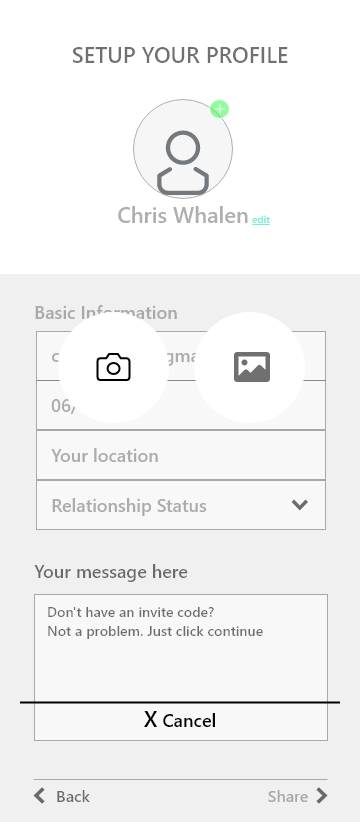 SETUP YOUR PROFILE
Chris Whalen edit
Basic Information
06/
Your location
Relationship Status
Your message here
Don't have an invite code?
Not a problem. Just click continue
X Cancel
Back
Share